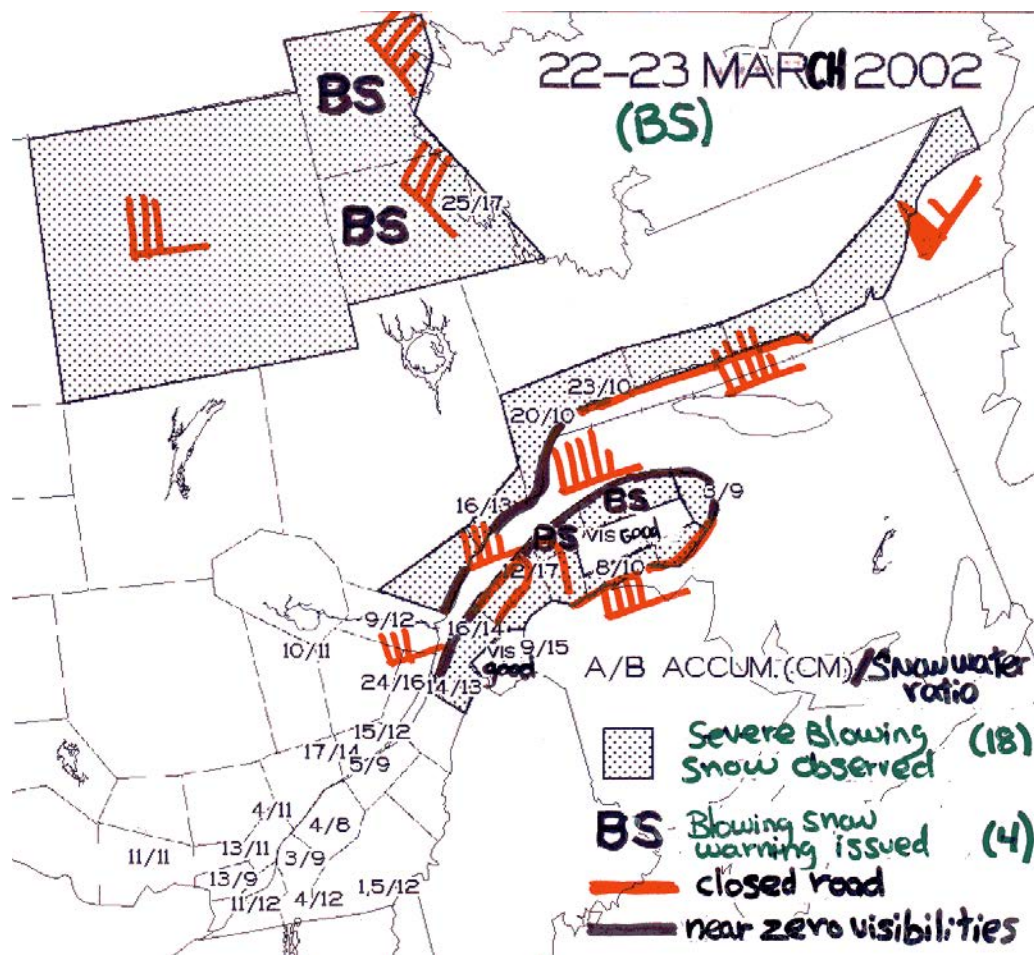 22-23 MARCH 2002
(BS)
BS
BS
25/17
23/10
20/10
16/13
BS
BS
VIS Good
8/10
9/12
16/14
10/11
VIS 9/15
good
24/16
14/13
15/12
17/14
5/9
4/11
4/8
11/11
13/11
3/9
13/9
11/12
4/12
1,5/12
A/B ACCUM. (CM) / Snow water
ratio
Severe Blowing (18)
snow observed
BS Blowing snow (4)
warning issued
closed road
near zero visibilities